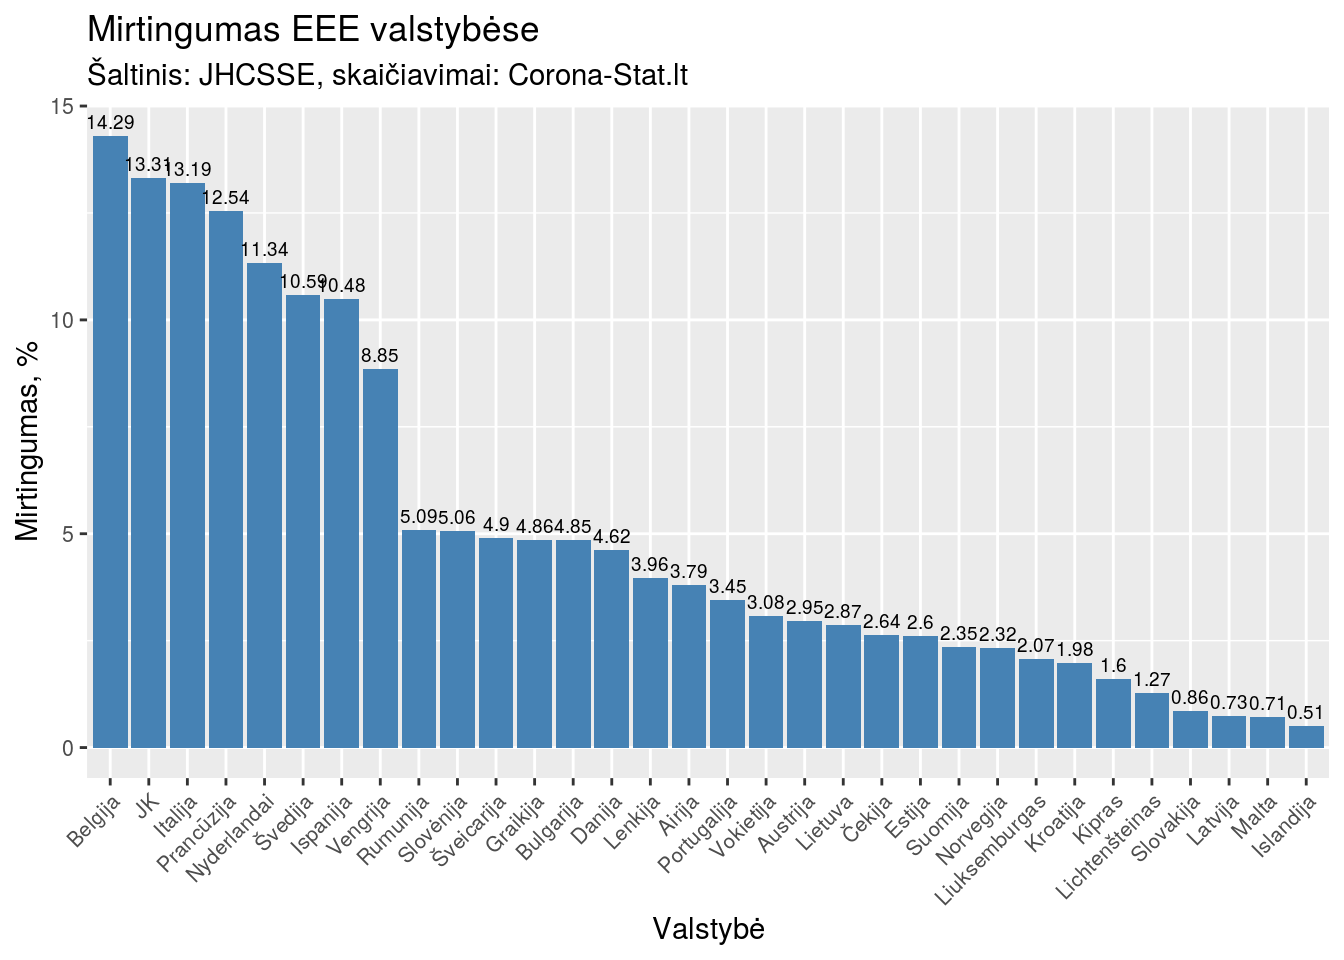 Mirtingumas EEE valstybėse
Šaltinis: JHCSSE, skaičiavimai: Corona-Stat.lt
Mirtingumas, %
15
10
5
0
14.29
13.31
13.19
12.54
11.34
10.59
10.48
8.85
5.09
5.06
4.9
4.86
4.85
4.62
3.96
3.79
3.45
3.08
2.95
2.87
2.64
2.6
2.35
2.32
2.07
1.98
1.6
1.27
0.86
0.73
0.71
0.51
Belgija
JK
Italija
Prancūzija
Nyderlandai
Švedija
Ispanija
Vengrija
Rumunija
Slovėnija
Šveicarija
Graikija
Bulgarija
Danija
Lenkija
Airija
Portugalija
Vokietija
Austrija
Lietuva
Čekija
Estija
Suomija
Norvegija
Liuksemburgas
Kroatija
Kipras
Lichtenšteinas
Slovakija
Latvija
Malta
Islandija
Valstybė